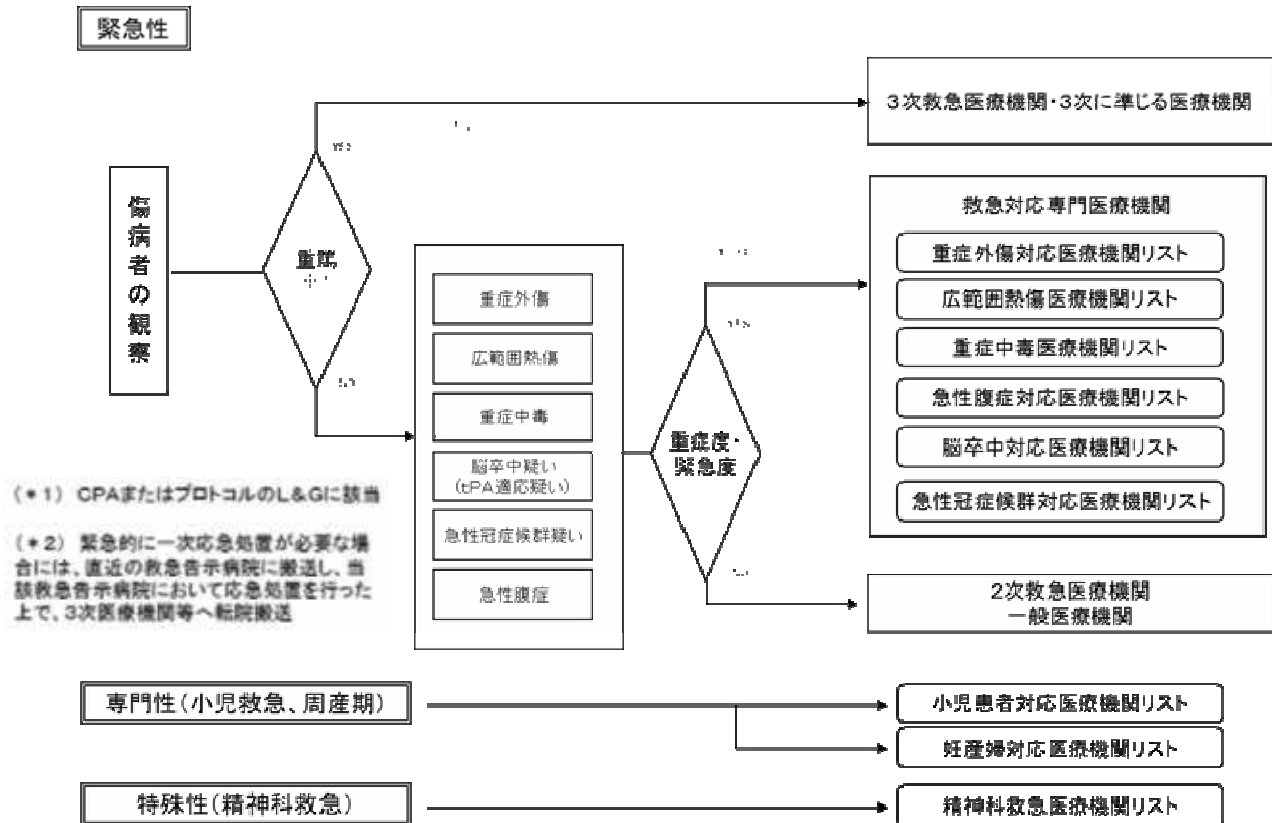 緊急性
3次救急医療機関・3次に準じる医療機関
傷病者の観察
重篤
救急対応専門医療機関
重症外傷対応医療機関リスト
広範囲熱傷医療機関リスト
重症中毒医療機関リスト
急性腹症対応医療機関リスト
脳卒中対応医療機関リスト
急性冠症候群対応医療機関リスト
重症外傷
広範囲熱傷
重症中毒
脳卒中疑い
(tPA適応疑い)
急性冠症候群疑い
急性腹症
重症度・
緊急度
(*1) CPAまたはプロトコルのL&Gに該当
(*2) 緊急的に一次応急処置が必要な場
合には、直近の救急告示病院に搬送し、当
該救急告示病院において応急処置を行った
上で、3次医療機関等へ転院搬送
2次救急医療機関
一般医療機関
専門性(小児救急、周産期)
小児患者対応医療機関リスト
妊産婦対応医療機関リスト
特殊性(精神科救急)
精神科救急医療機関リスト